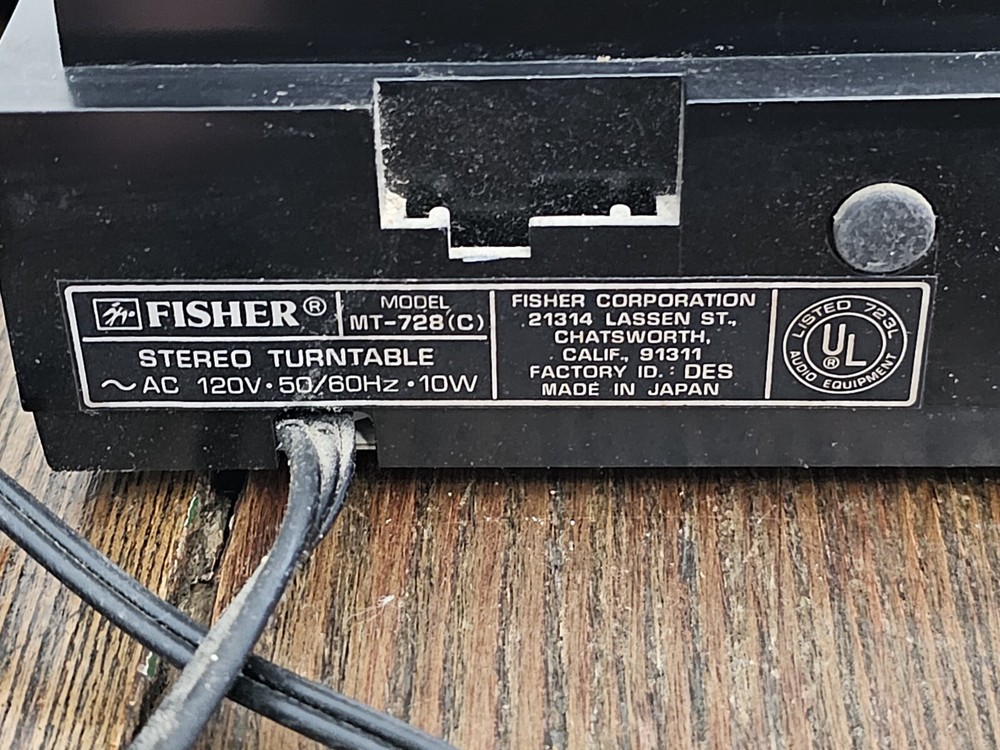 FISHER®
MODEL
MT-728(C)
STEREO TURNTABLE
~AC 120V·50/60Hz·10W
FISHER CORPORATION
21314 LASSEN ST.,
CHATSWORTH,
CALIF., 91311
FACTORY ID.: DES
MADE IN JAPAN
LISTED 723L
UL®
AUDIO EQUIPMENT